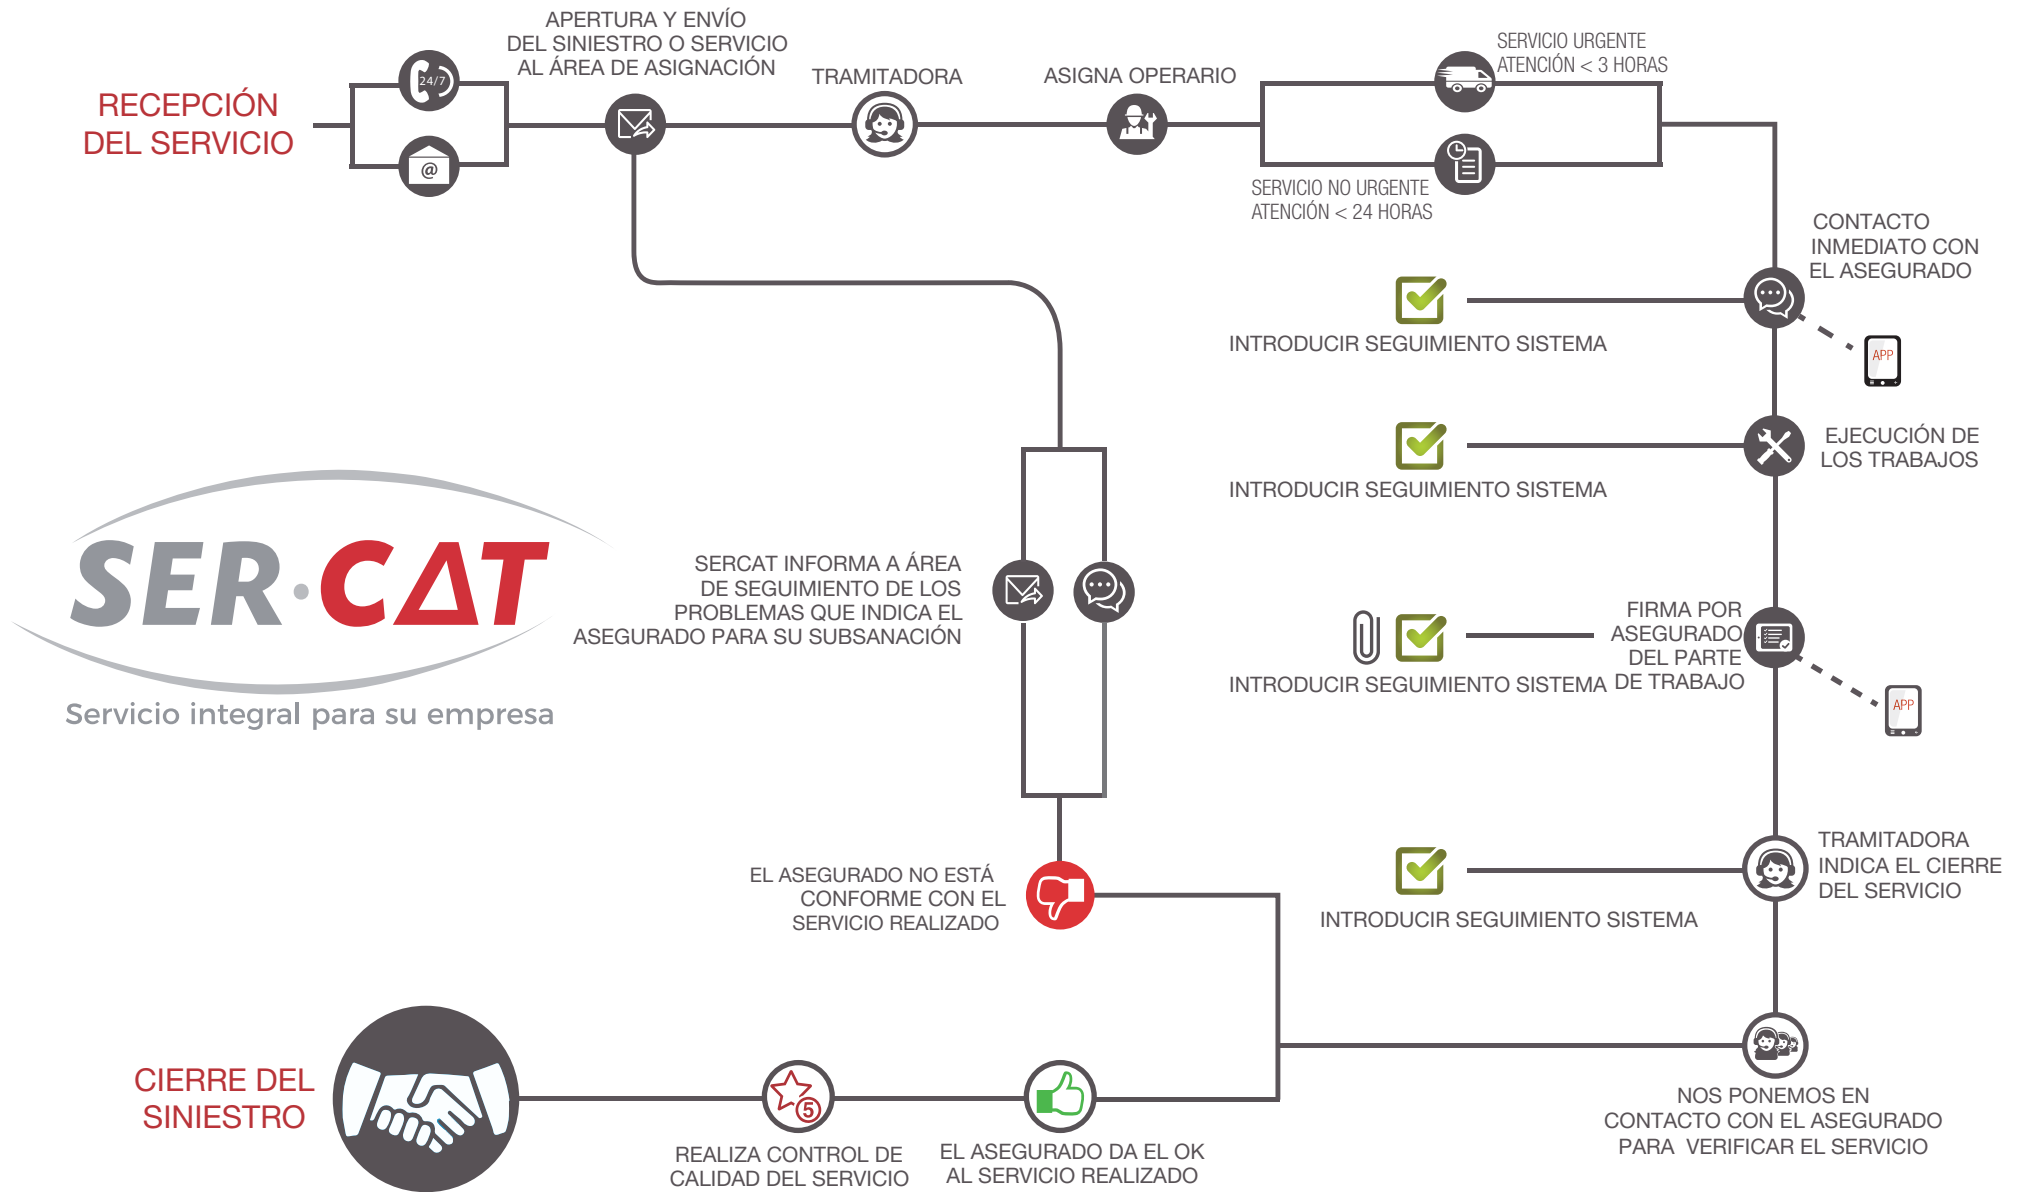 RECEPCIÓN
DEL SERVICIO
24/7
@
APERTURA Y ENVÍO
DEL SINIESTRO O SERVICIO
AL ÁREA DE ASIGNACIÓN
TRAMITADORA
ASIGNA OPERARIO
SERVICIO URGENTE
ATENCIÓN < 3 HORAS
SERVICIO NO URGENTE
ATENCIÓN < 24 HORAS
CONTACTO
INMEDIATO CON
EL ASEGURADO
INTRODUCIR SEGUIMIENTO SISTEMA
APP
EJECUCIÓN DE
LOS TRABAJOS
INTRODUCIR SEGUIMIENTO SISTEMA
FIRMA POR
ASEGURADO
DEL PARTE
DE TRABAJO
INTRODUCIR SEGUIMIENTO SISTEMA
APP
TRAMITADORA
INDICA EL CIERRE
DEL SERVICIO
INTRODUCIR SEGUIMIENTO SISTEMA
NOS PONEMOS EN
CONTACTO CON EL ASEGURADO
PARA VERIFICAR EL SERVICIO
SERCAT INFORMA A ÁREA
DE SEGUIMIENTO DE LOS
PROBLEMAS QUE INDICA EL
ASEGURADO PARA SU SUBSANACIÓN
EL ASEGURADO NO ESTÁ
CONFORME CON EL
SERVICIO REALIZADO
EL ASEGURADO DA EL OK
AL SERVICIO REALIZADO
5
REALIZA CONTROL DE
CALIDAD DEL SERVICIO
CIERRE DEL
SINIESTRO
SER·CAT
Servicio integral para su empresa